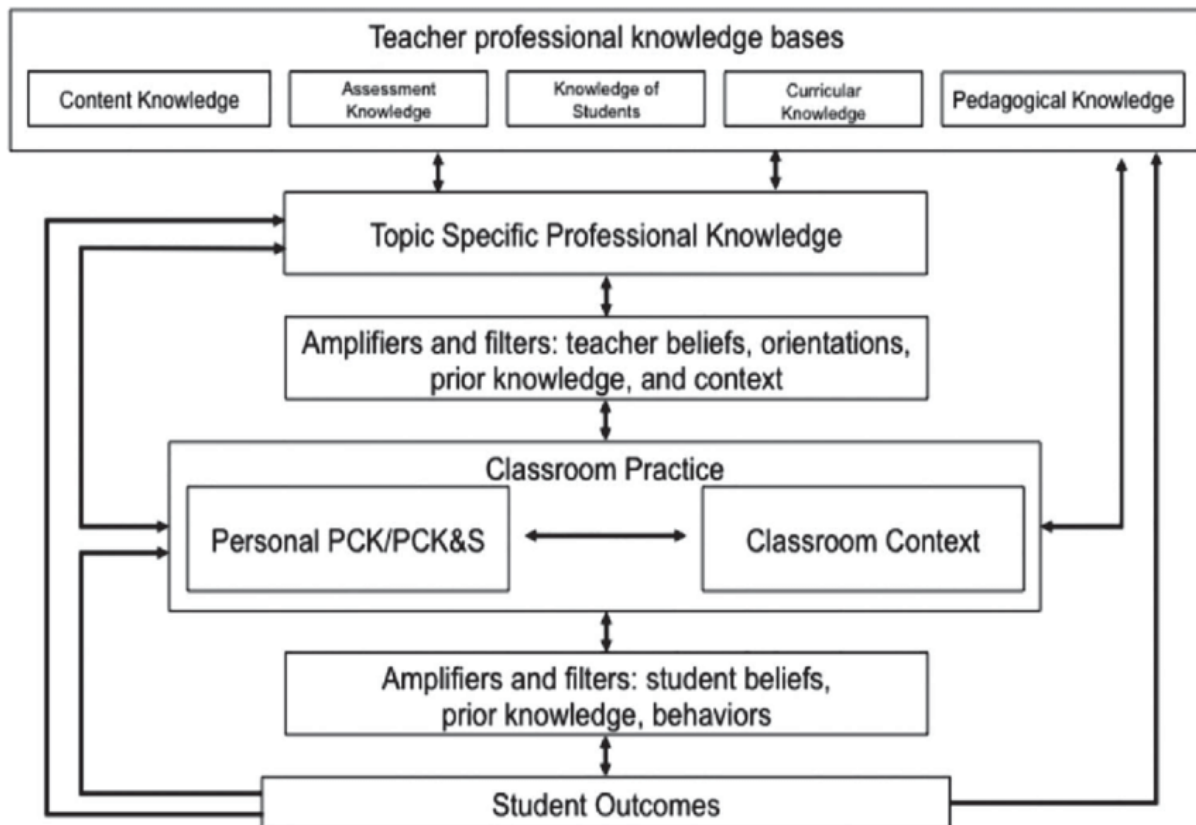 Teacher professional knowledge bases
Content Knowledge
Assessment
Knowledge
Knowledge of
Students
Curricular
Knowledge
Pedagogical Knowledge
Topic Specific Professional Knowledge
Amplifiers and filters: teacher beliefs, orientations,
prior knowledge, and context
Classroom Practice
Personal PCK/PCK&S
Classroom Context
Amplifiers and filters: student beliefs,
prior knowledge, behaviors
Student Outcomes